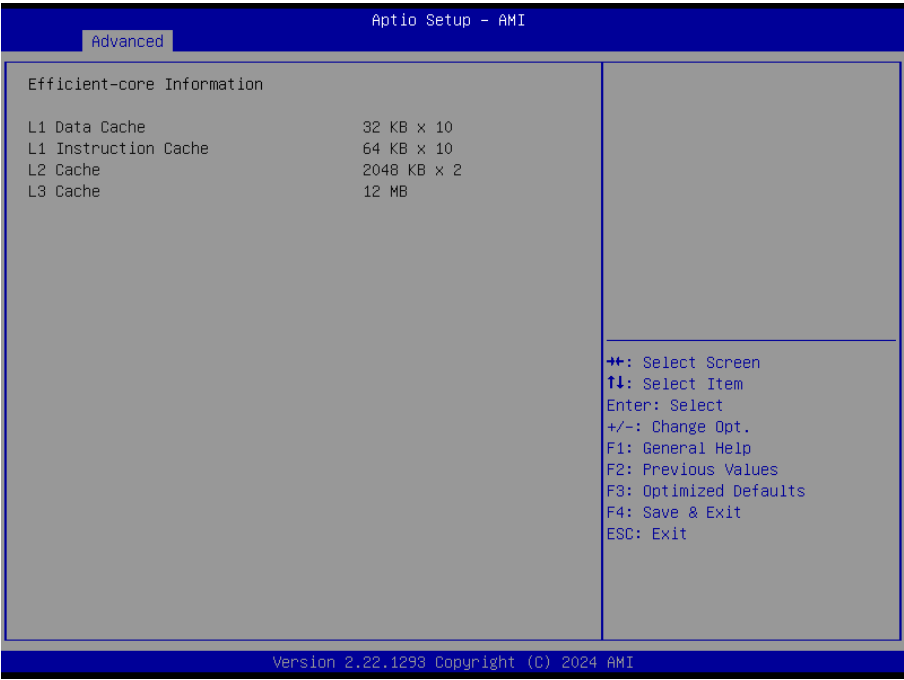 Aptio Setup - AMI
Advanced
Efficient-core Information
L1 Data Cache 32 KB x 10
L1 Instruction Cache 64 KB x 10
L2 Cache 2048 KB x 2
L3 Cache 12 MB
→←: Select Screen
↑↓: Select Item
Enter: Select
+/-: Change Opt.
F1: General Help
F2: Previous Values
F3: Optimized Defaults
F4: Save & Exit
ESC: Exit
Version 2.22.1293 Copyright (C) 2024 AMI